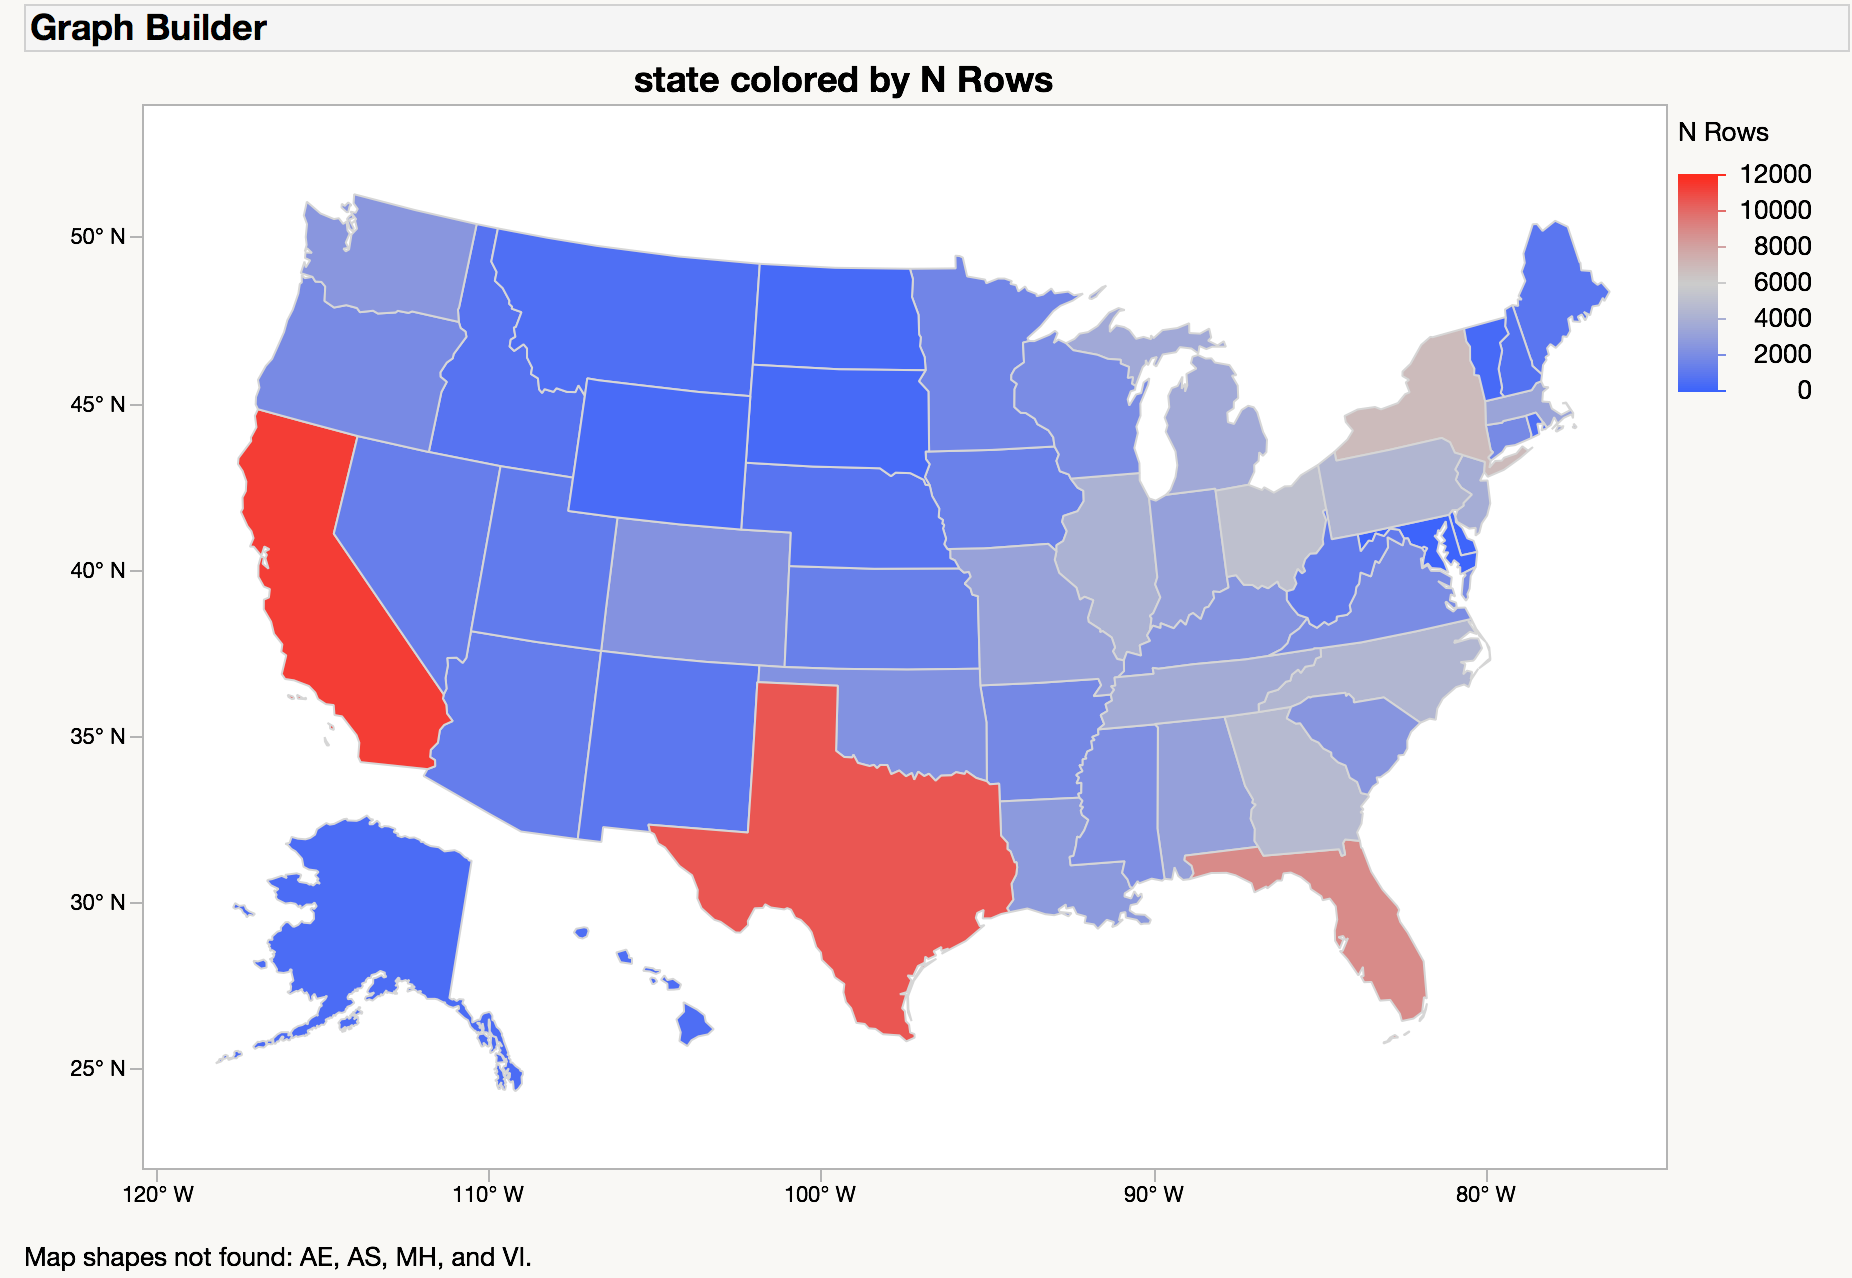 Graph Builder
state colored by N Rows
N Rows
12000
10000
8000
6000
4000
2000
0
50° N
45° N
40° N
35° N
30° N
25° N
120° W
110° W
100° W
90° W
80° W
Map shapes not found: AE, AS, MH, and VI.